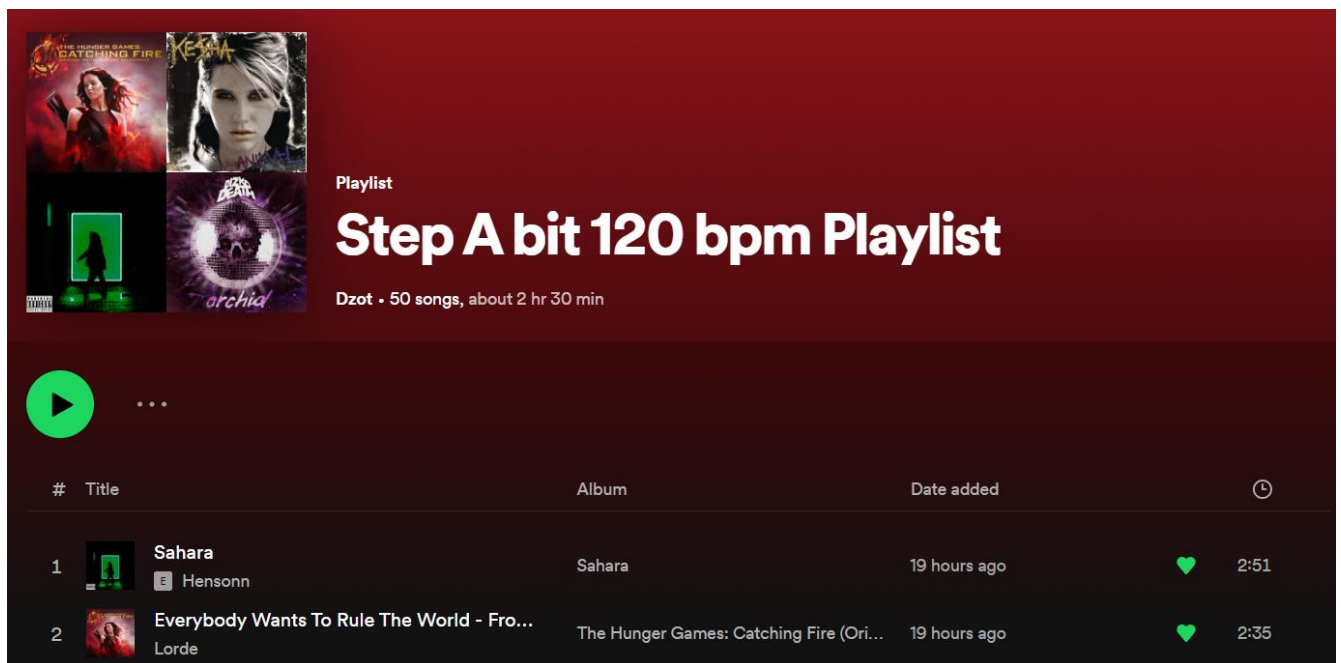 THE HUNGER GAMES:
CATCHING FIRE
KE$HA
ANIMAL
DIZKO
DEATH
orchid
Playlist
Step A bit 120 bpm Playlist
Dzot • 50 songs, about 2 hr 30 min
# Title Album Date added
1 Sahara Sahara 19 hours ago 2:51
E Hensonn
2 Everybody Wants To Rule The World - Fro... The Hunger Games: Catching Fire (Ori... 19 hours ago 2:35
Lorde